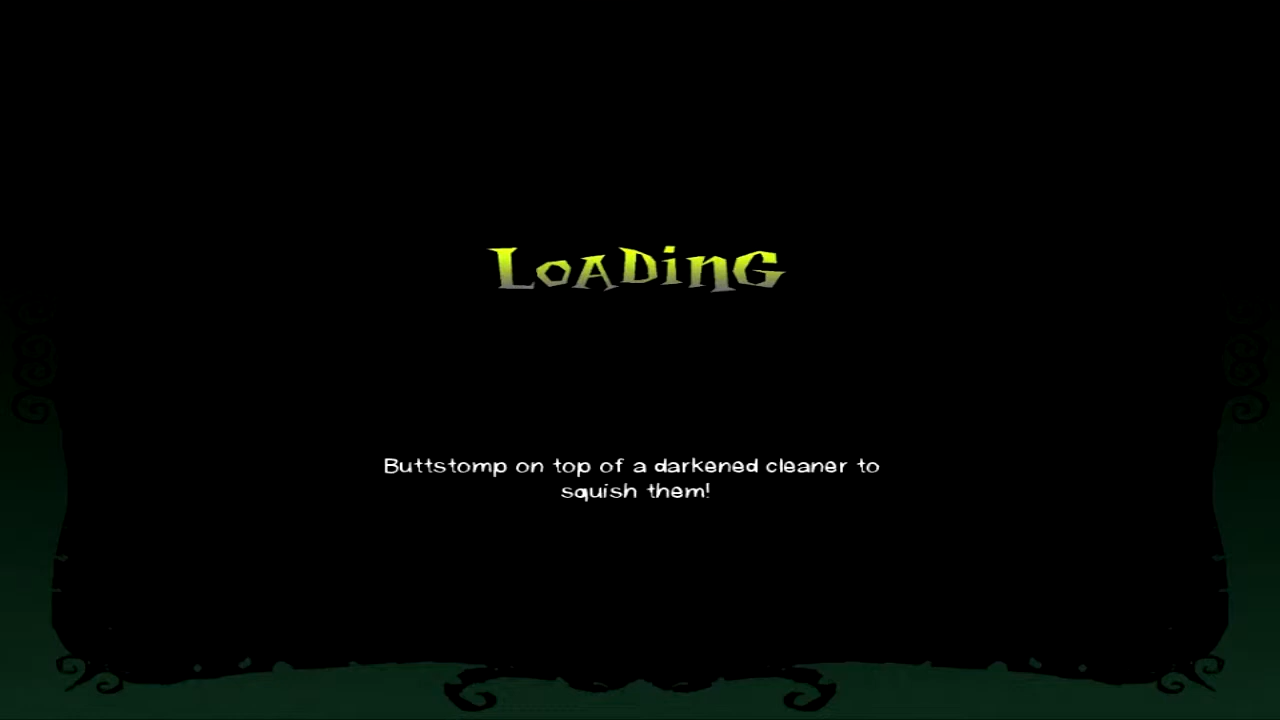 LOADING
Buttstomp on top of a darkened cleaner to
squish them!